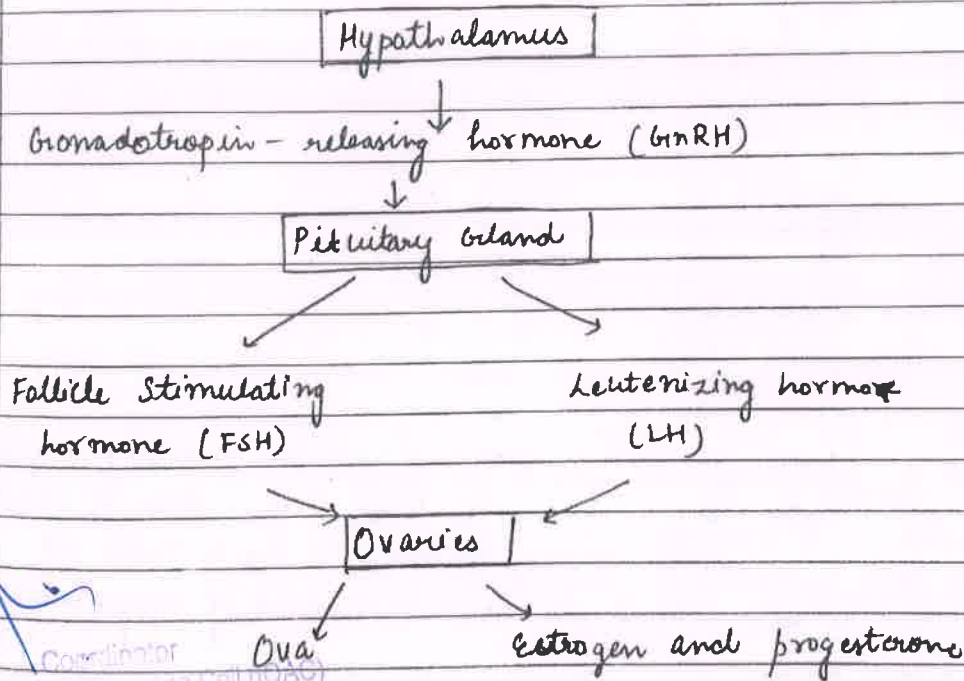 Hypothalamus
Gonadotropin - releasing hormone (GnRH)
Pituitary Gland
Follicle Stimulating Leutenizing hormone
hormone (FSH) (LH)
Ovaries
Ova Estrogen and progesterone
Coordinator